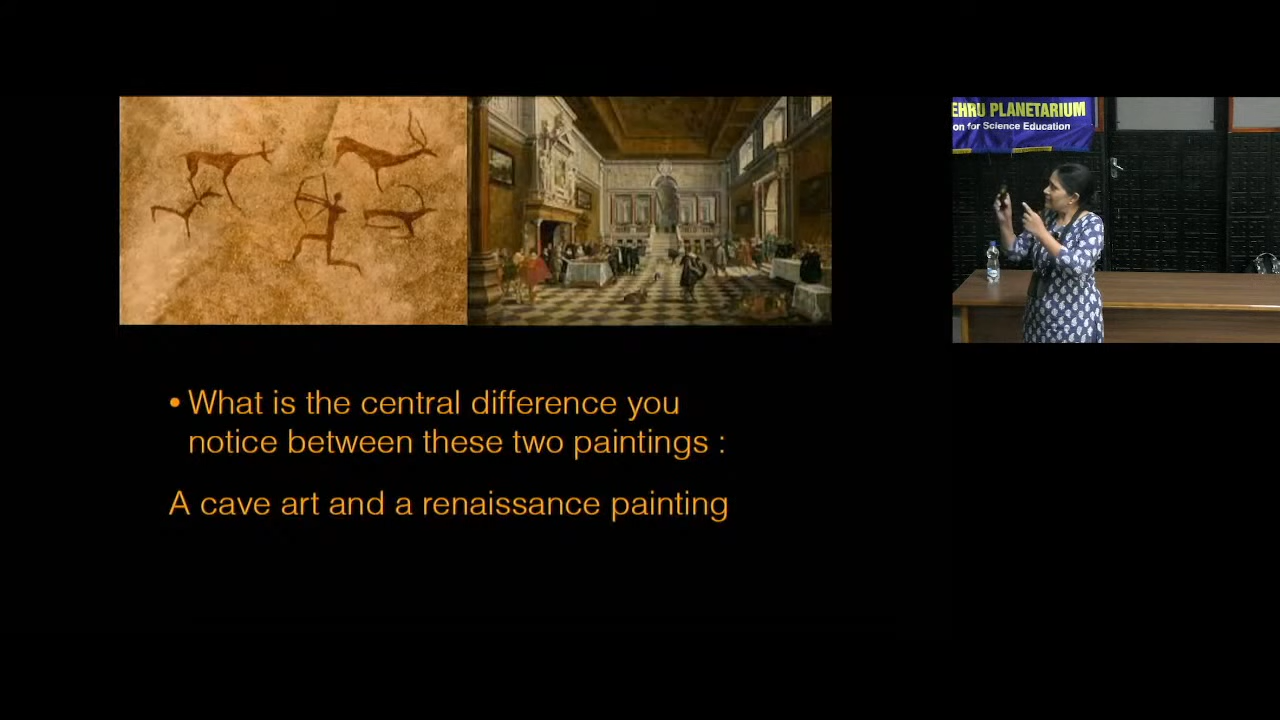 EHRU PLANETARIUM
on for Science Education
• What is the central difference you
notice between these two paintings :
A cave art and a renaissance painting